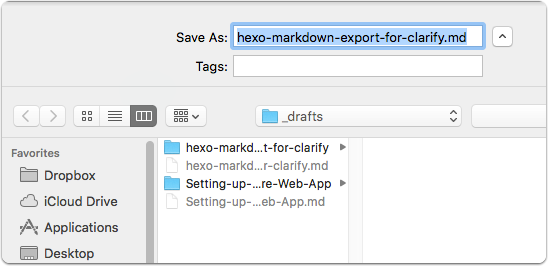 Save As: hexo-markdown-export-for-clarify.md
Tags:
_drafts
Favorites
Dropbox
iCloud Drive
Applications
Desktop
hexo-markd...t-for-clarify
hexo-markd...r-clarify.md
Setting-up-...re-Web-App
Setting-up-...eb-App.md